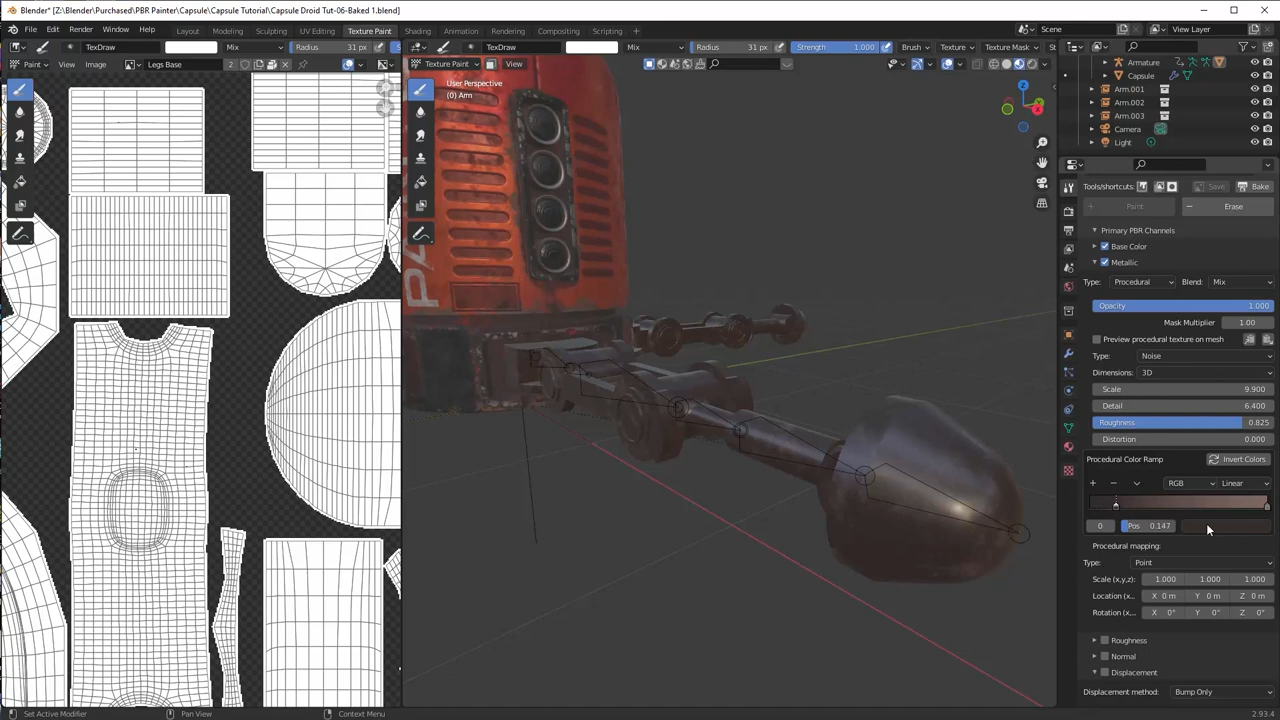 Blender* [Z:\Blender\Purchased\PBR Painter\Capsule\Capsule Tutorial\Capsule Droid Tut-06-Baked 1.blend]
File Edit Render Window Help Layout Modeling Sculpting UV Editing Texture Paint Shading Animation Rendering Compositing Scripting Scene View Layer
TexDraw Mix Radius 31 px TexDraw Mix Radius 31 px Strength 1.000 Brush Texture Texture Mask
Paint View Image Legs Base 2 Texture Paint View
Armature
Capsule
Arm.001
Arm.002
Arm.003
Camera
Light
User Perspective
(0) Arm
Tools/shortcuts: Save Bake
Paint Erase
Primary PBR Channels
Base Color
Metallic
Type: Procedural Blend: Mix
Opacity 1.000
Mask Multiplier 1.00
Preview procedural texture on mesh
Type: Noise
Dimensions: 3D
Scale 9.900
Detail 6.400
Roughness 0.825
Distortion 0.000
Procedural Color Ramp Invert Colors
RGB Linear
0 Pos 0.147
Procedural mapping:
Type: Point
Scale (x,y,z): 1.000 1.000 1.000
Location (x... X 0 m Y 0 m Z 0 m
Rotation (x,... X 0° Y 0° Z 0°
Roughness
Normal
Displacement
Displacement method: Bump Only
Set Active Modifier Pan View Context Menu 2.93.4